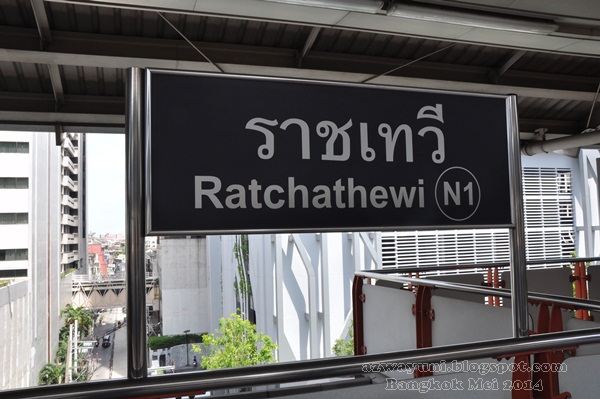 ราชเทวี
Ratchathewi N1
azwayuni.blogspot.com
Bangkok Mei 2014